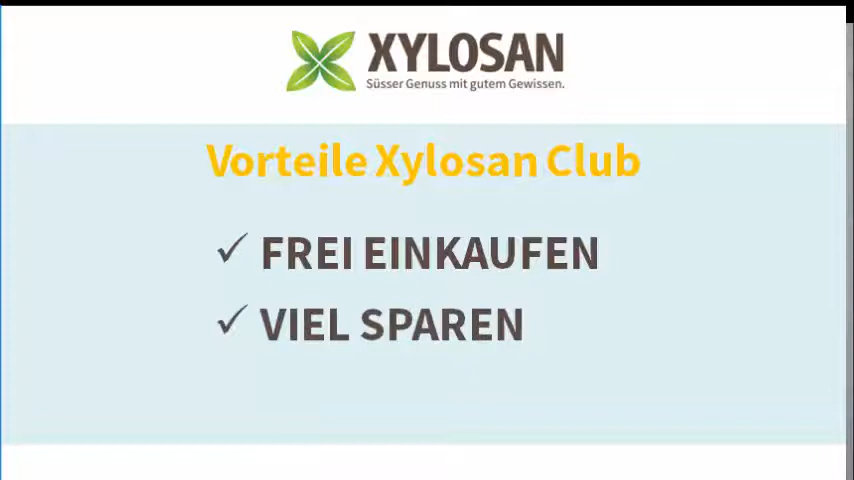 XYLOSAN
Süsser Genuss mit gutem Gewissen.
Vorteile Xylosan Club
✓ FREI EINKAUFEN
✓ VIEL SPAREN